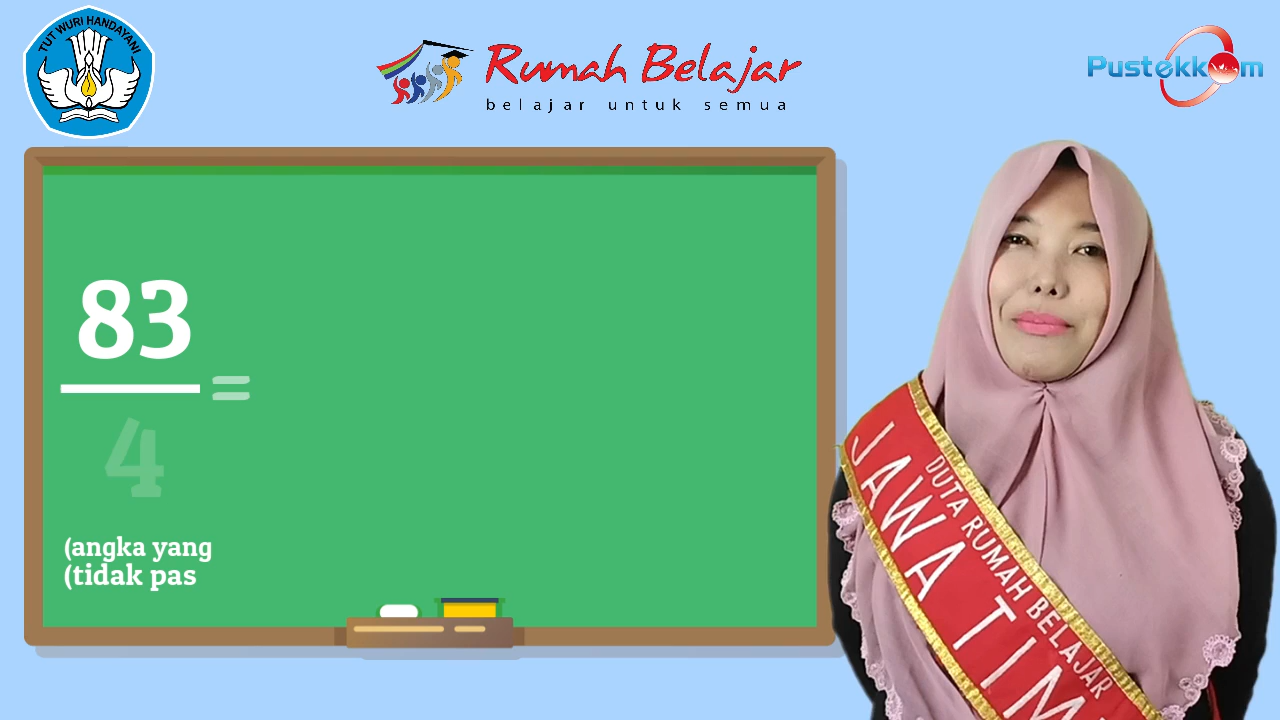 TUT WURI HANDAYANI
Rumah Belajar
belajar untuk semua
Pustekkom
83
=
4
(angka yang
(tidak pas
DUTA RUMAH BELAJAR
JAWA TIM